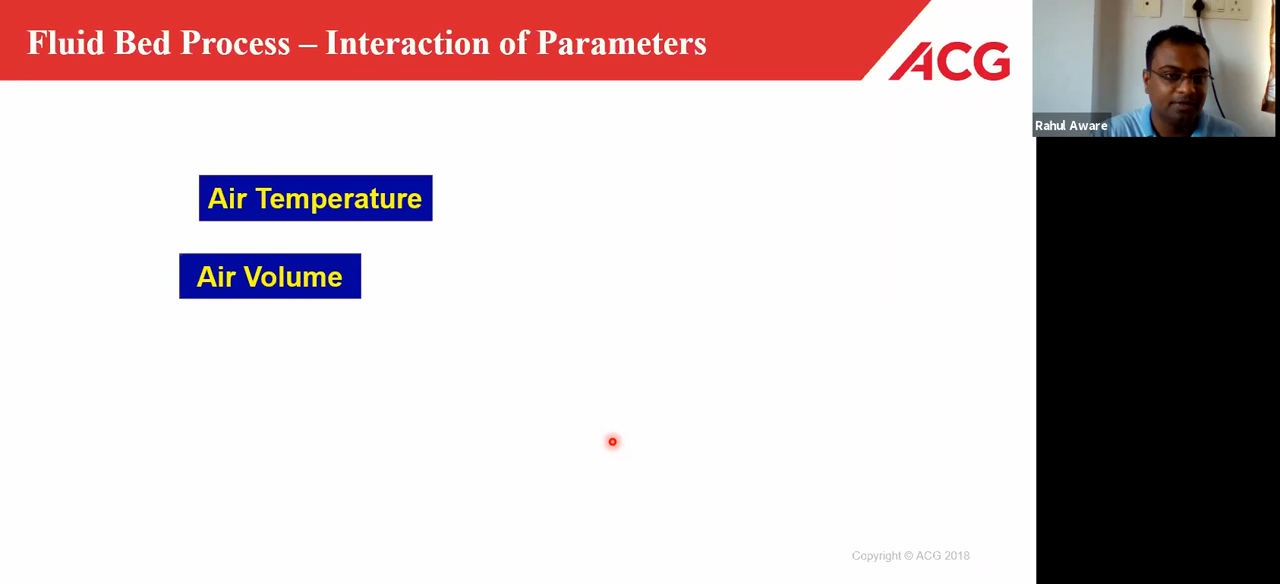 Fluid Bed Process – Interaction of Parameters
ACG
Rahul Aware
Air Temperature
Air Volume
Copyright © ACG 2018